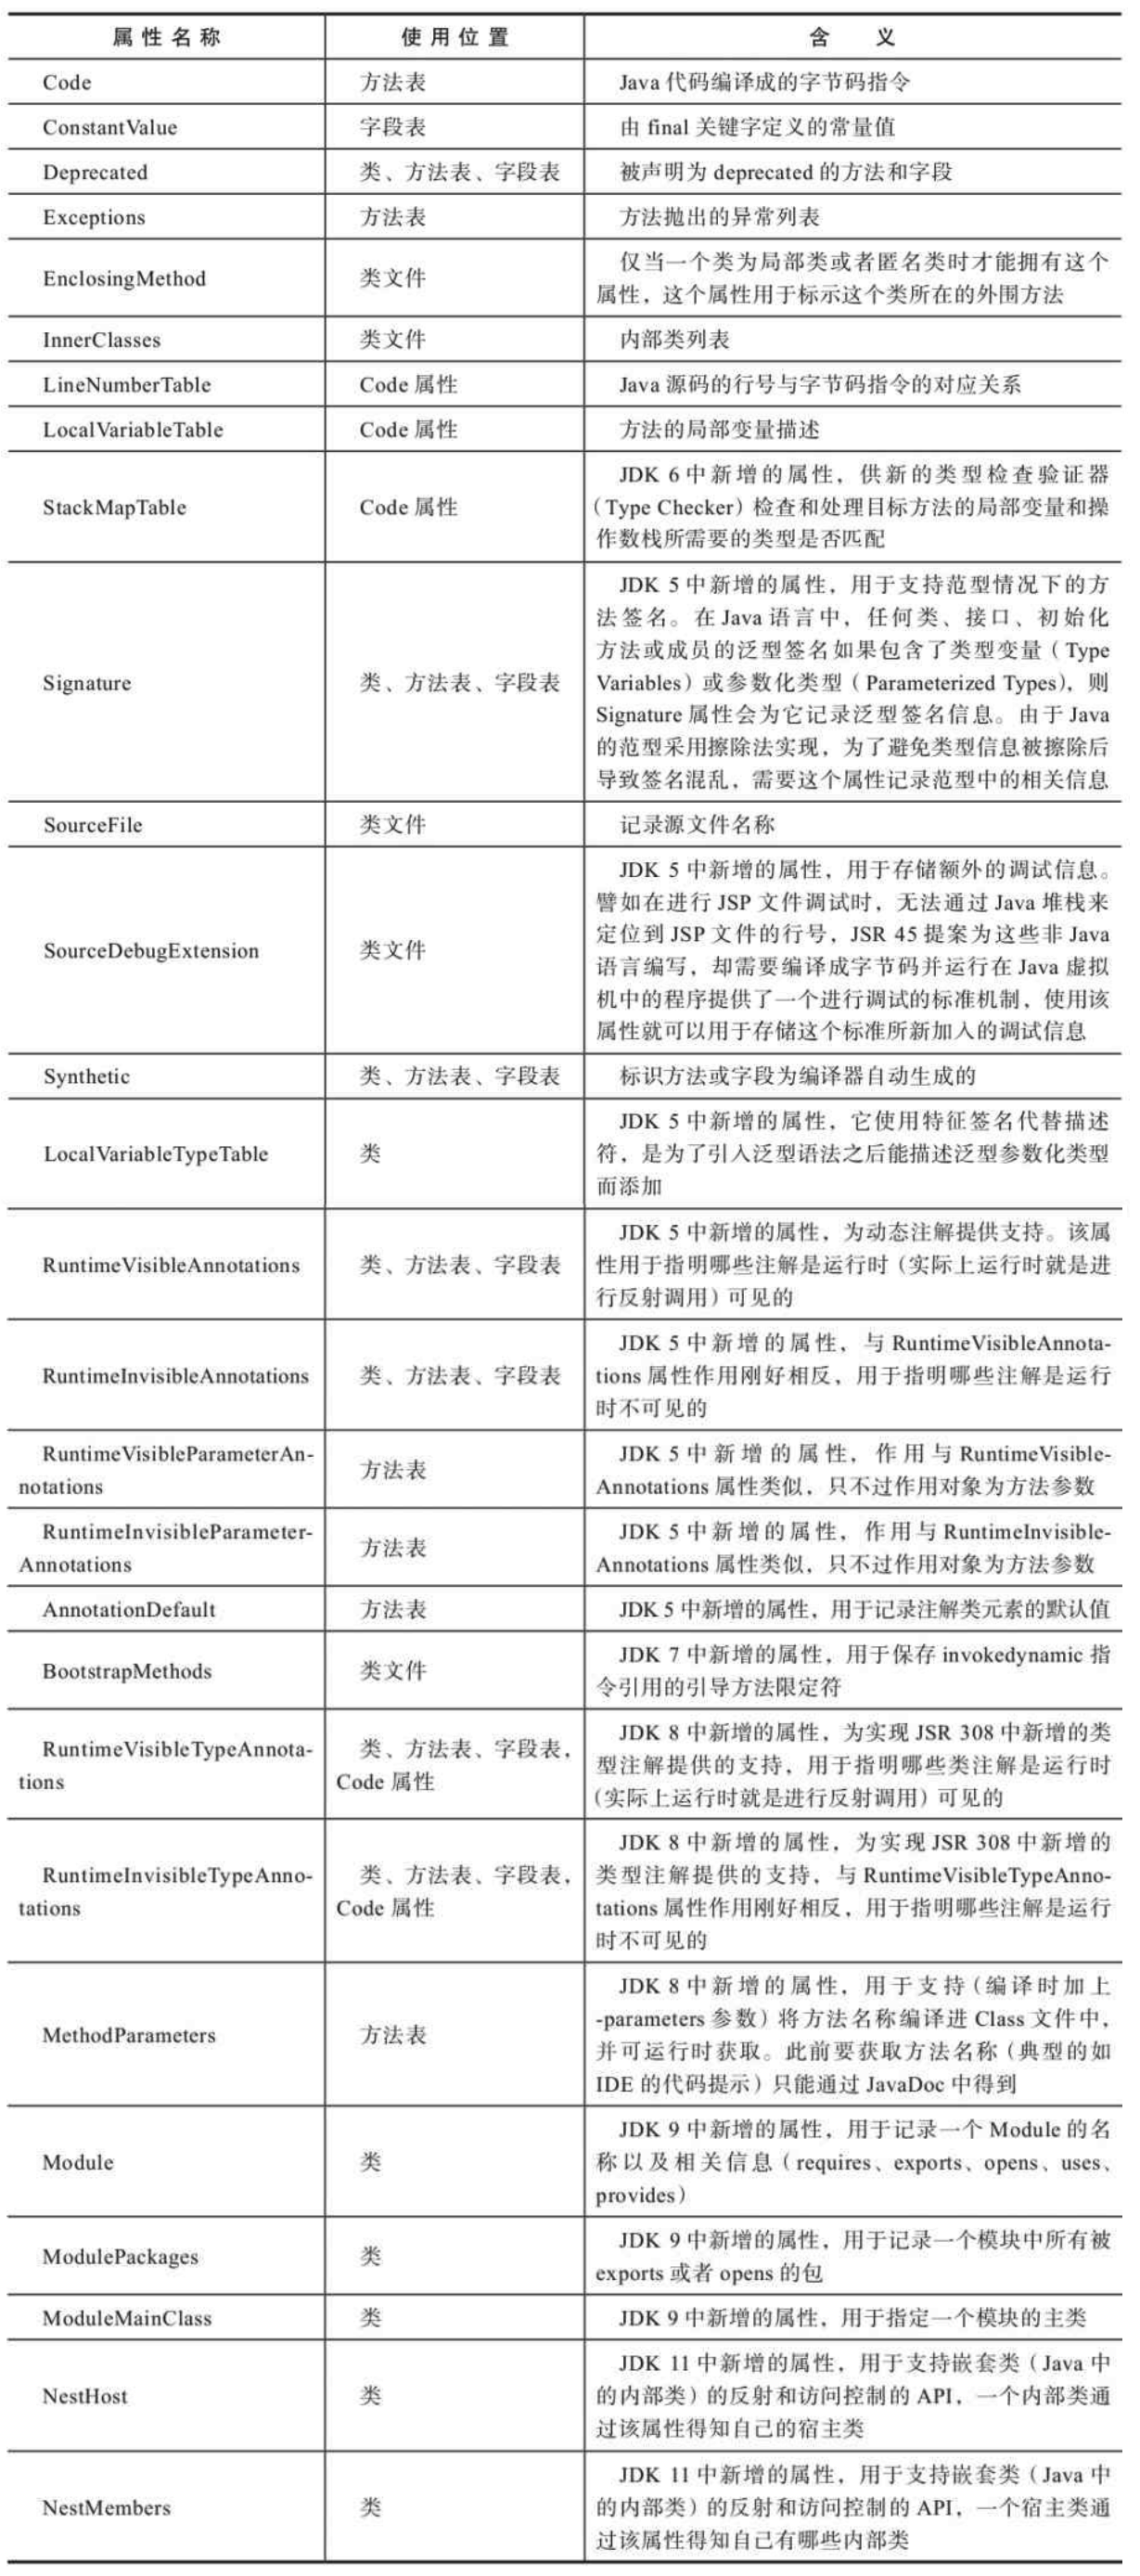 属性名称 使用位置 含 义
Code 方法表 Java 代码编译成的字节码指令
ConstantValue 字段表 由 final 关键字定义的常量值
Deprecated 类、方法表、字段表 被声明为 deprecated 的方法和字段
Exceptions 方法表 方法抛出的异常列表
EnclosingMethod 类文件 仅当一个类为局部类或者匿名类时才能拥有这个
属性，这个属性用于标示这个类所在的外围方法
InnerClasses 类文件 内部类列表
LineNumberTable Code 属性 Java 源码的行号与字节码指令的对应关系
LocalVariableTable Code 属性 方法的局部变量描述
StackMapTable Code 属性 JDK 6 中新增的属性，供新的类型检查验证器
（Type Checker）检查和处理目标方法的局部变量和操
作数栈所需要的类型是否匹配
Signature 类、方法表、字段表 JDK 5 中新增的属性，用于支持范型情况下的方
法签名。在 Java 语言中，任何类、接口、初始化
方法或成员的泛型签名如果包含了类型变量（Type
Variables）或参数化类型（Parameterized Types），则
Signature 属性会为它记录泛型签名信息。由于 Java
的范型采用擦除法实现，为了避免类型信息被擦除后
导致签名混乱，需要这个属性记录范型中的相关信息
SourceFile 类文件 记录源文件名称
SourceDebugExtension 类文件 JDK 5 中新增的属性，用于存储额外的调试信息。
譬如在进行 JSP 文件调试时，无法通过 Java 堆栈来
定位到 JSP 文件的行号，JSR 45 提案为这些非 Java
语言编写，却需要编译成字节码并运行在 Java 虚拟
机中的程序提供了一个进行调试的标准机制，使用该
属性就可以用于存储这个标准所新加入的调试信息
Synthetic 类、方法表、字段表 标识方法或字段为编译器自动生成的
LocalVariableTypeTable 类 JDK 5 中新增的属性，它使用特征签名代替描述
符，是为了引入泛型语法之后能描述泛型参数化类型
而添加
RuntimeVisibleAnnotations 类、方法表、字段表 JDK 5 中新增的属性，为动态注解提供支持。该属
性用于指明哪些注解是运行时（实际上运行时就是进
行反射调用）可见的
RuntimeInvisibleAnnotations 类、方法表、字段表 JDK 5 中新增的属性，与 RuntimeVisibleAnnota-
tions 属性作用刚好相反，用于指明哪些注解是运行
时不可见的
RuntimeVisibleParameterAn-
notations 方法表 JDK 5 中新增的属性，作用与 RuntimeVisible-
Annotations 属性类似，只不过作用对象为方法参数
RuntimeInvisibleParameter-
Annotations 方法表 JDK 5 中新增的属性，作用与 RuntimeInvisible-
Annotations 属性类似，只不过作用对象为方法参数
AnnotationDefault 方法表 JDK 5 中新增的属性，用于记录注解类元素的默认值
BootstrapMethods 类文件 JDK 7 中新增的属性，用于保存 invokedynamic 指
令引用的引导方法限定符
RuntimeVisibleTypeAnnota-
tions 类、方法表、字段表，
Code 属性 JDK 8 中新增的属性，为实现 JSR 308 中新增的类
型注解提供的支持，用于指明哪些类注解是运行时
（实际上运行时就是进行反射调用）可见的
RuntimeInvisibleTypeAnno-
tations 类、方法表、字段表，
Code 属性 JDK 8 中新增的属性，为实现 JSR 308 中新增的
类型注解提供的支持，与 RuntimeVisibleTypeAnno-
tations 属性作用刚好相反，用于指明哪些注解是运行
时不可见的
MethodParameters 方法表 JDK 8 中新增的属性，用于支持（编译时加上
-parameters 参数）将方法名称编译进 Class 文件中，
并可运行时获取。此前要获取方法名称（典型的如
IDE 的代码提示）只能通过 JavaDoc 中得到
Module 类 JDK 9 中新增的属性，用于记录一个 Module 的名
称以及相关信息（requires、exports、opens、uses、
provides）
ModulePackages 类 JDK 9 中新增的属性，用于记录一个模块中所有被
exports 或者 opens 的包
ModuleMainClass 类 JDK 9 中新增的属性，用于指定一个模块的主类
NestHost 类 JDK 11 中新增的属性，用于支持嵌套类（Java 中
的内部类）的反射和访问控制的 API，一个内部类通
过该属性得知自己的宿主类
NestMembers 类 JDK 11 中新增的属性，用于支持嵌套类（Java 中
的内部类）的反射和访问控制的 API，一个宿主类通
过该属性得知自己有哪些内部类